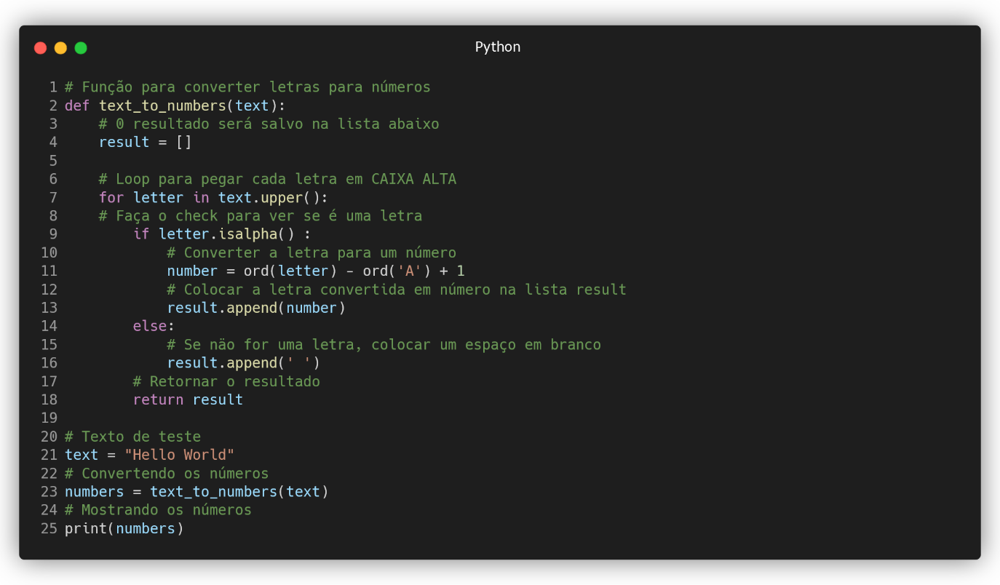 Python
1 # Função para converter letras para números
2 def text_to_numbers(text):
3     # 0 resultado será salvo na lista abaixo
4     result = []
5
6     # Loop para pegar cada letra em CAIXA ALTA
7     for letter in text.upper():
8     # Faça o check para ver se é uma letra
9         if letter.isalpha() :
10             # Converter a letra para um número
11             number = ord(letter) - ord('A') + 1
12             # Colocar a letra convertida em número na lista result
13             result.append(number)
14         else:
15             # Se näo for uma letra, colocar um espaço em branco
16             result.append(' ')
17         # Retornar o resultado
18         return result
19
20 # Texto de teste
21 text = "Hello World"
22 # Convertendo os números
23 numbers = text_to_numbers(text)
24 # Mostrando os números
25 print(numbers)